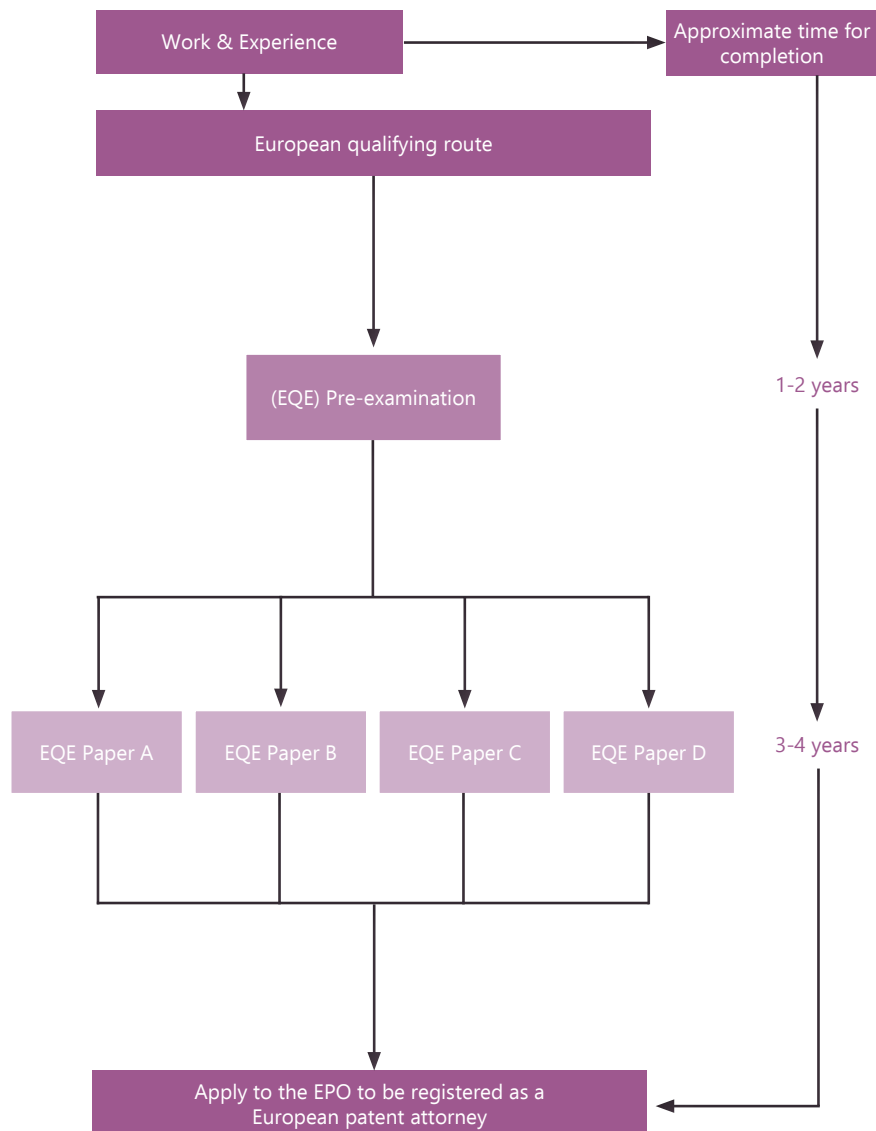 Work & Experience
Approximate time for
completion
European qualifying route
(EQE) Pre-examination
1-2 years
EQE Paper A
EQE Paper B
EQE Paper C
EQE Paper D
3-4 years
Apply to the EPO to be registered as a
European patent attorney